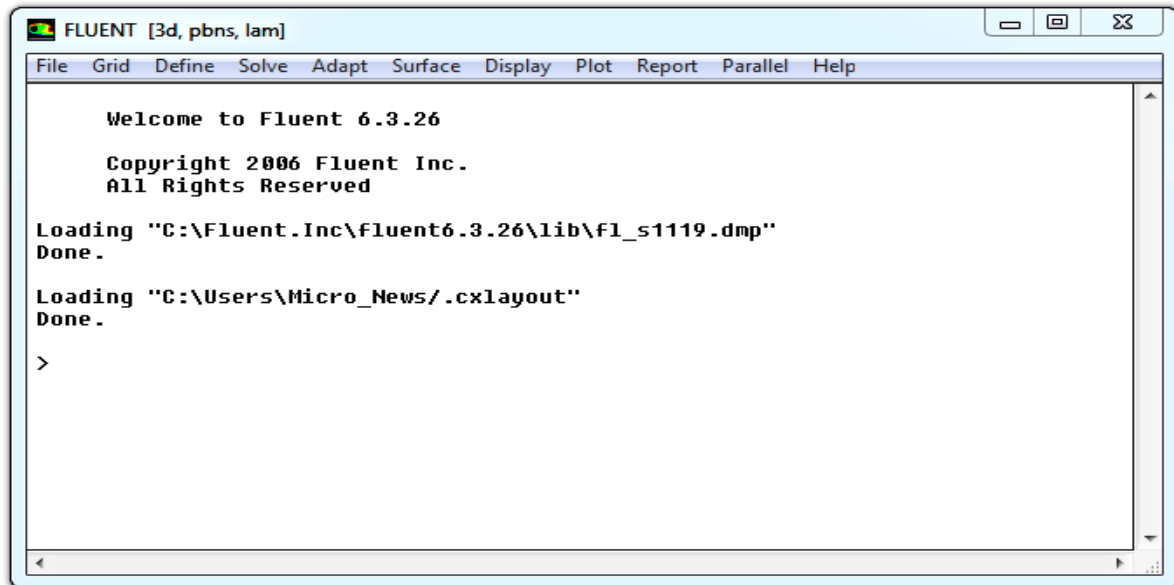 FLUENT [3d, pbns, lam]
File Grid Define Solve Adapt Surface Display Plot Report Parallel Help
Welcome to Fluent 6.3.26
Copyright 2006 Fluent Inc.
All Rights Reserved
Loading "C:\Fluent.Inc\fluent6.3.26\lib\fl_s1119.dmp"
Done.
Loading "C:\Users\Micro_News/.cxlayout"
Done.
>